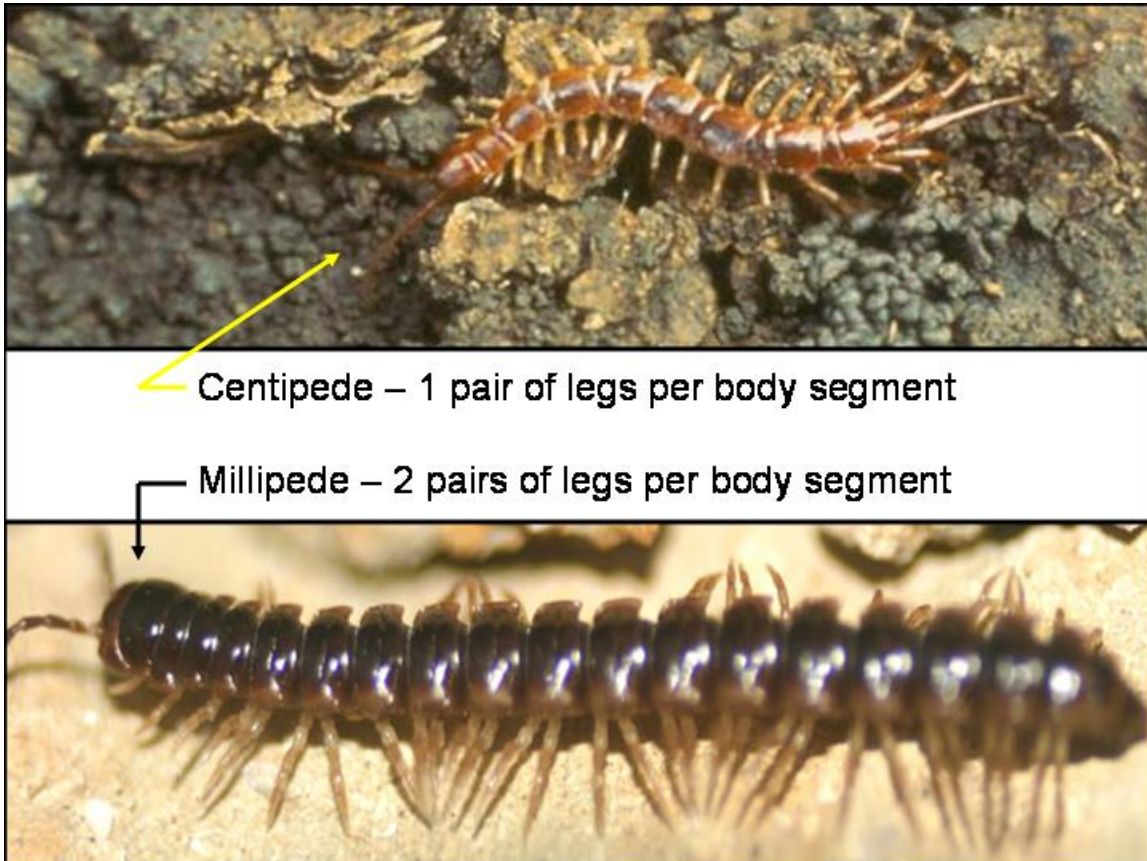 Centipede – 1 pair of legs per body segment
Millipede – 2 pairs of legs per body segment